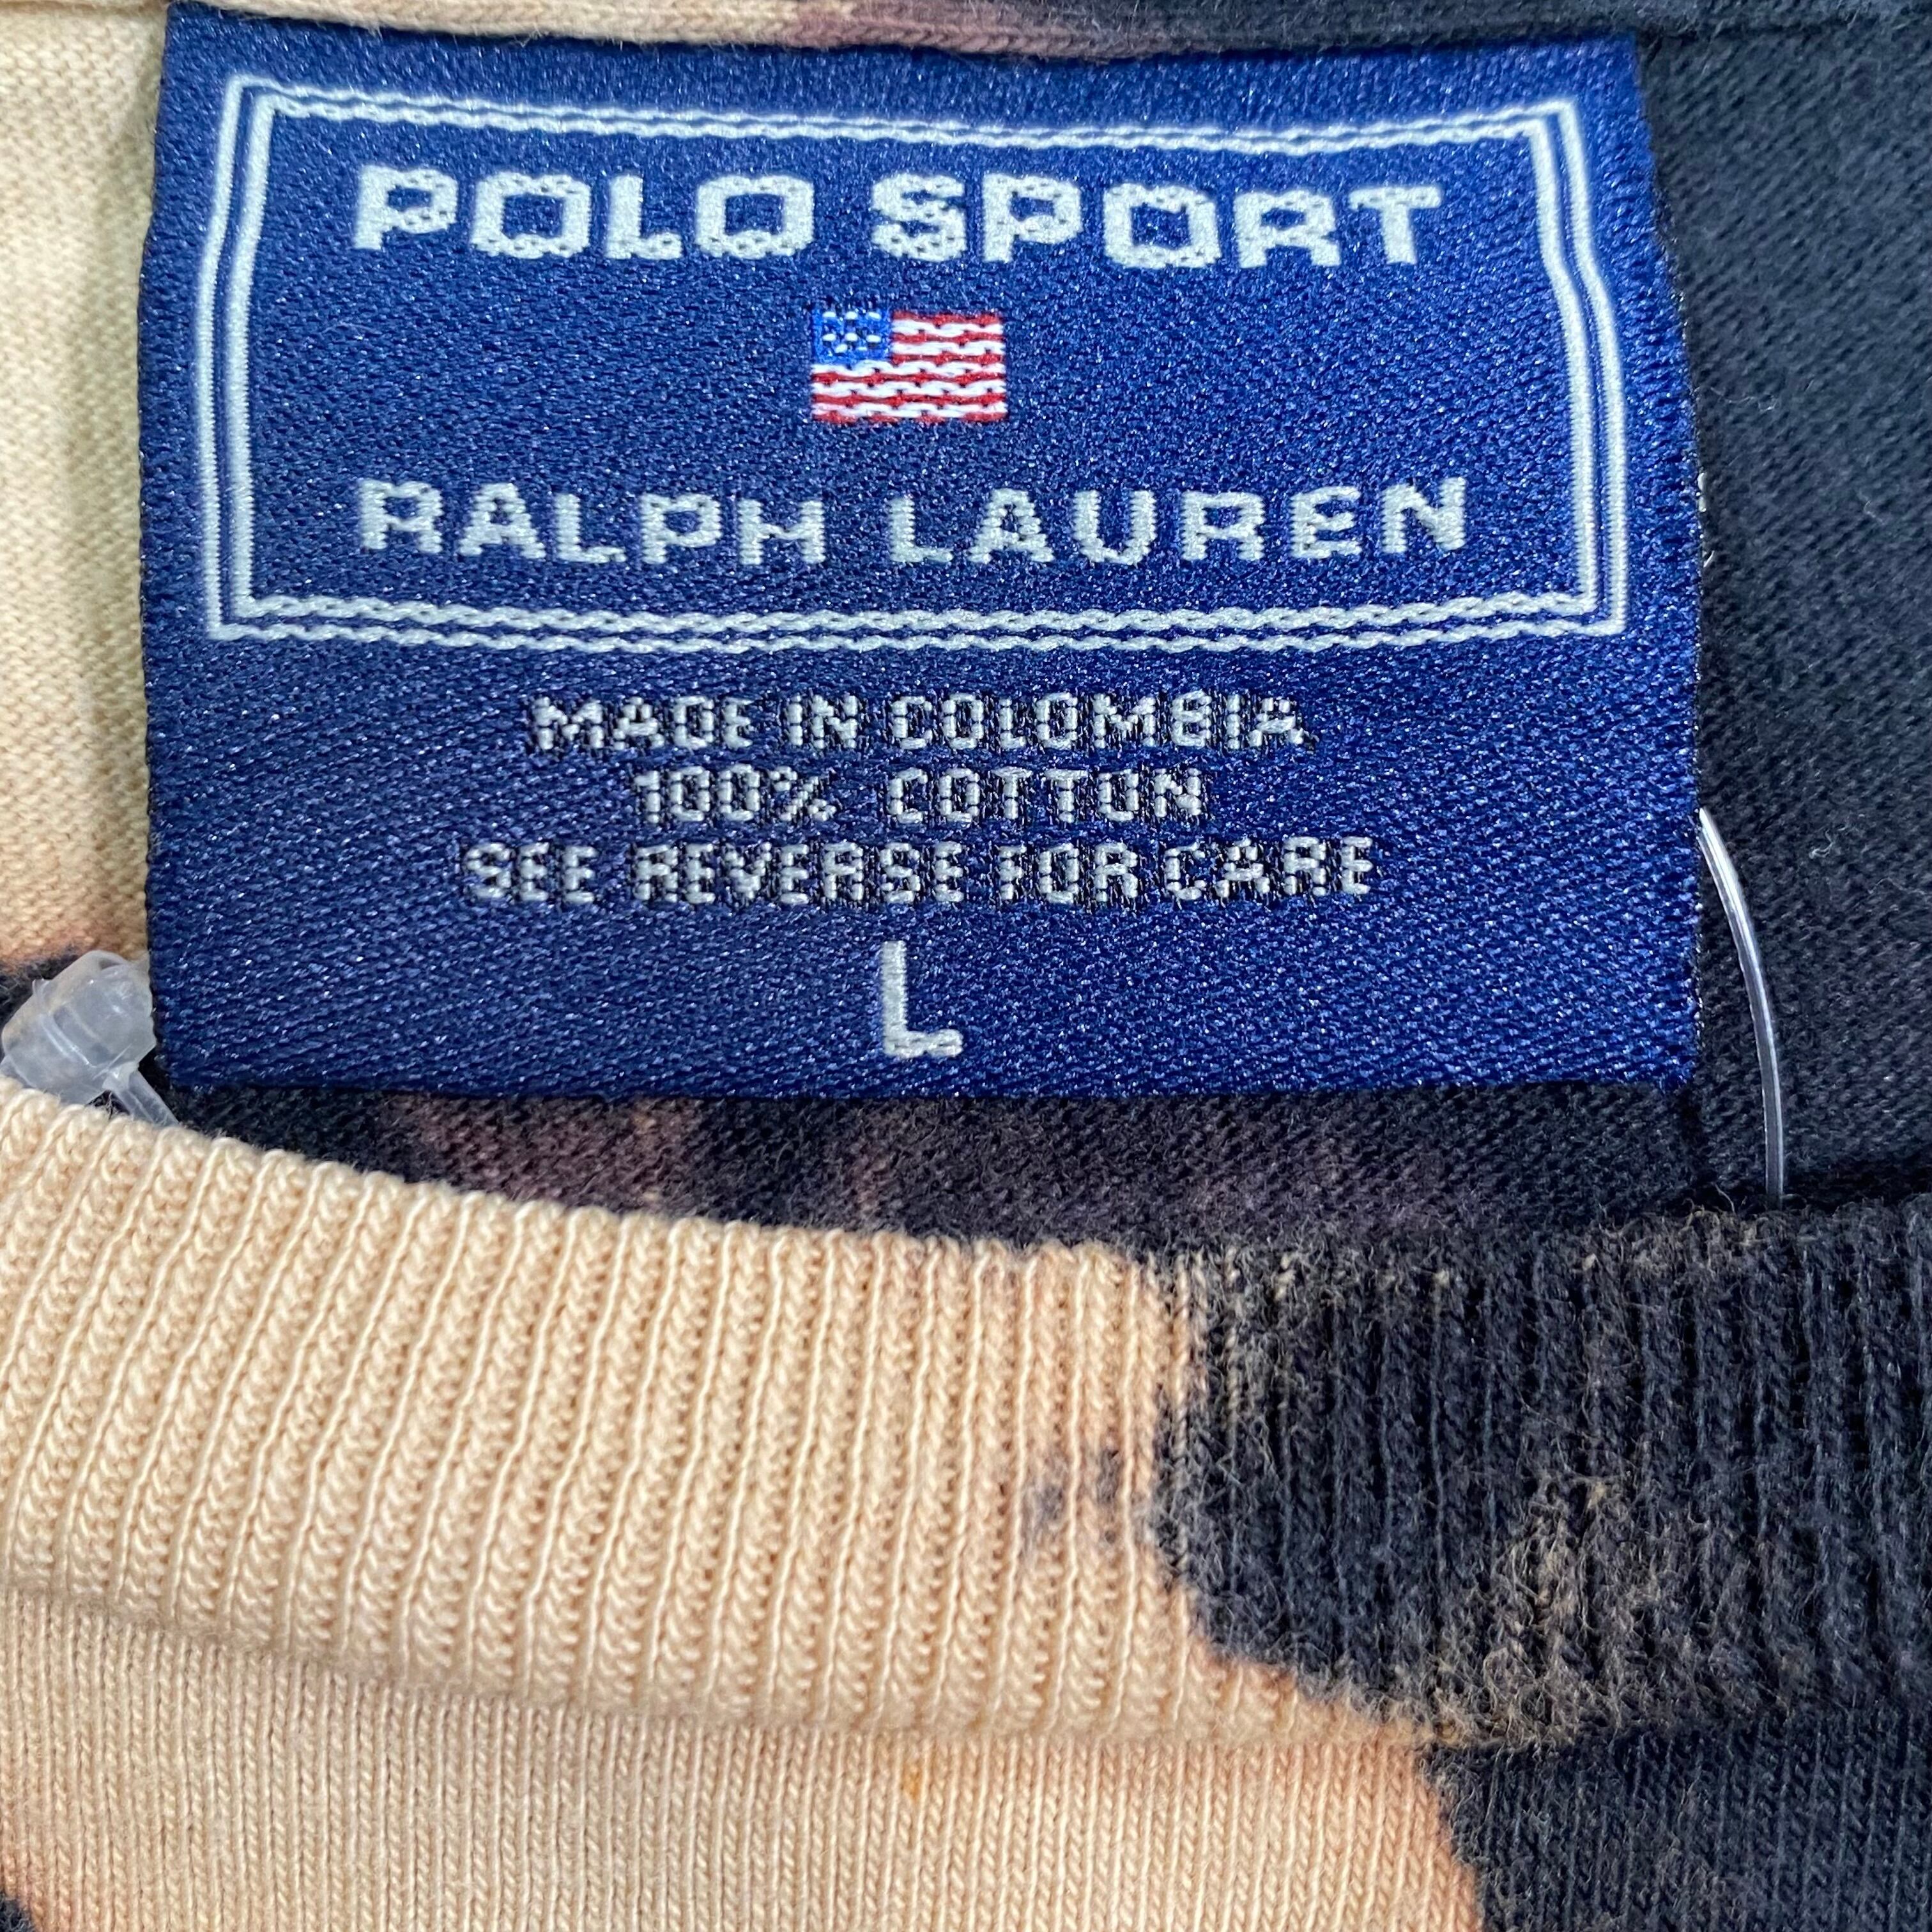 POLO SPORT
RALPH LAUREN
MADE IN COLOMBIA
100% COTTON
SEE REVERSE FOR CARE
L